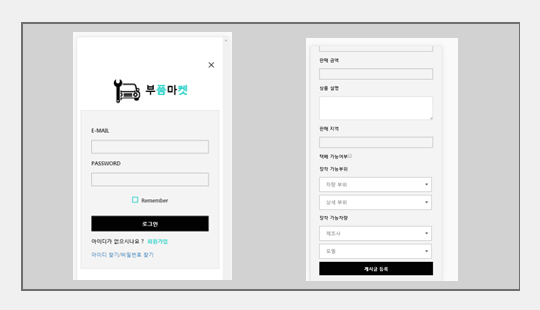 부품마켓
E-MAIL
PASSWORD
Remember
로그인
아이디가 없으시나요 ? 회원가입
아이디 찾기/비밀번호 찾기
판매 금액
상품 설명
판매 지역
택배 가능여부
장착 가능부위
차량 부위
상세 부위
장착 가능차량
제조사
모델
게시글 등록